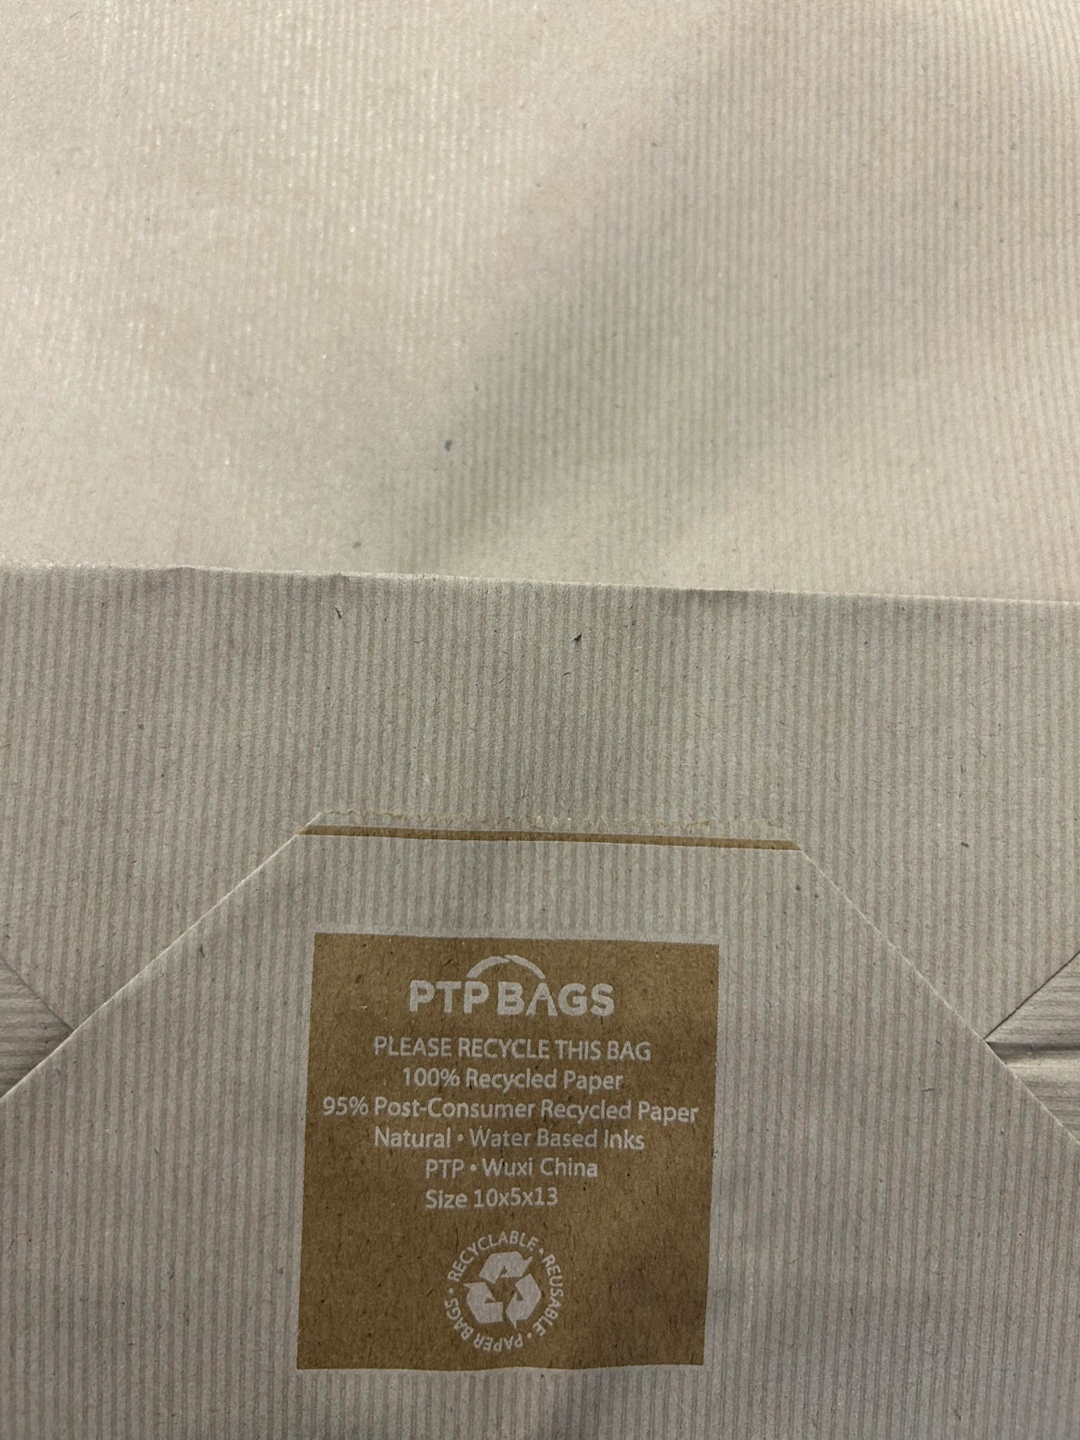 PTP BAGS
PLEASE RECYCLE THIS BAG
100% Recycled Paper
95% Post-Consumer Recycled Paper
Natural • Water Based Inks
PTP • Wuxi China
Size 10x5x13
RECYCLABLE • REUSABLE • PAPER BAGS •